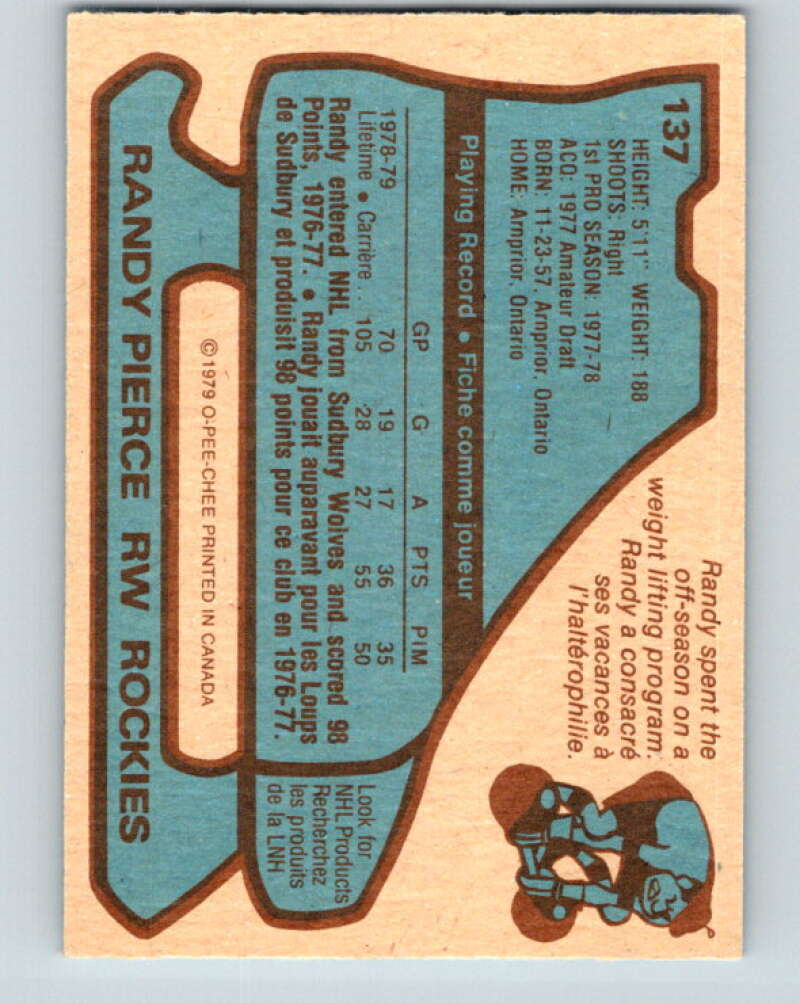 137
HEIGHT: 5'11" WEIGHT: 188
SHOOTS: Right
1st PRO SEASON: 1977-78
ACQ: 1977 Amateur Draft
BORN: 11-23-57, Arnprior, Ontario
HOME: Arnprior, Ontario
Randy spent the
off-season on a
weight lifting program.
Randy a consacré
ses vacances à
l'haltérophilie.
Playing Record • Fiche comme joueur
GP G A PTS PIM
1978-79 70 19 17 36 35
Lifetime • Carrière . . 105 28 27 55 50
Randy entered NHL from Sudbury Wolves and scored 98
Points, 1976-77. • Randy jouait auparavant pour les Loups
de Sudbury et produisit 98 points pour ce club en 1976-77.
Look for
NHL Products
Recherchez
les produits
de la LNH
©1979 O-PEE-CHEE PRINTED IN CANADA
RANDY PIERCE RW ROCKIES